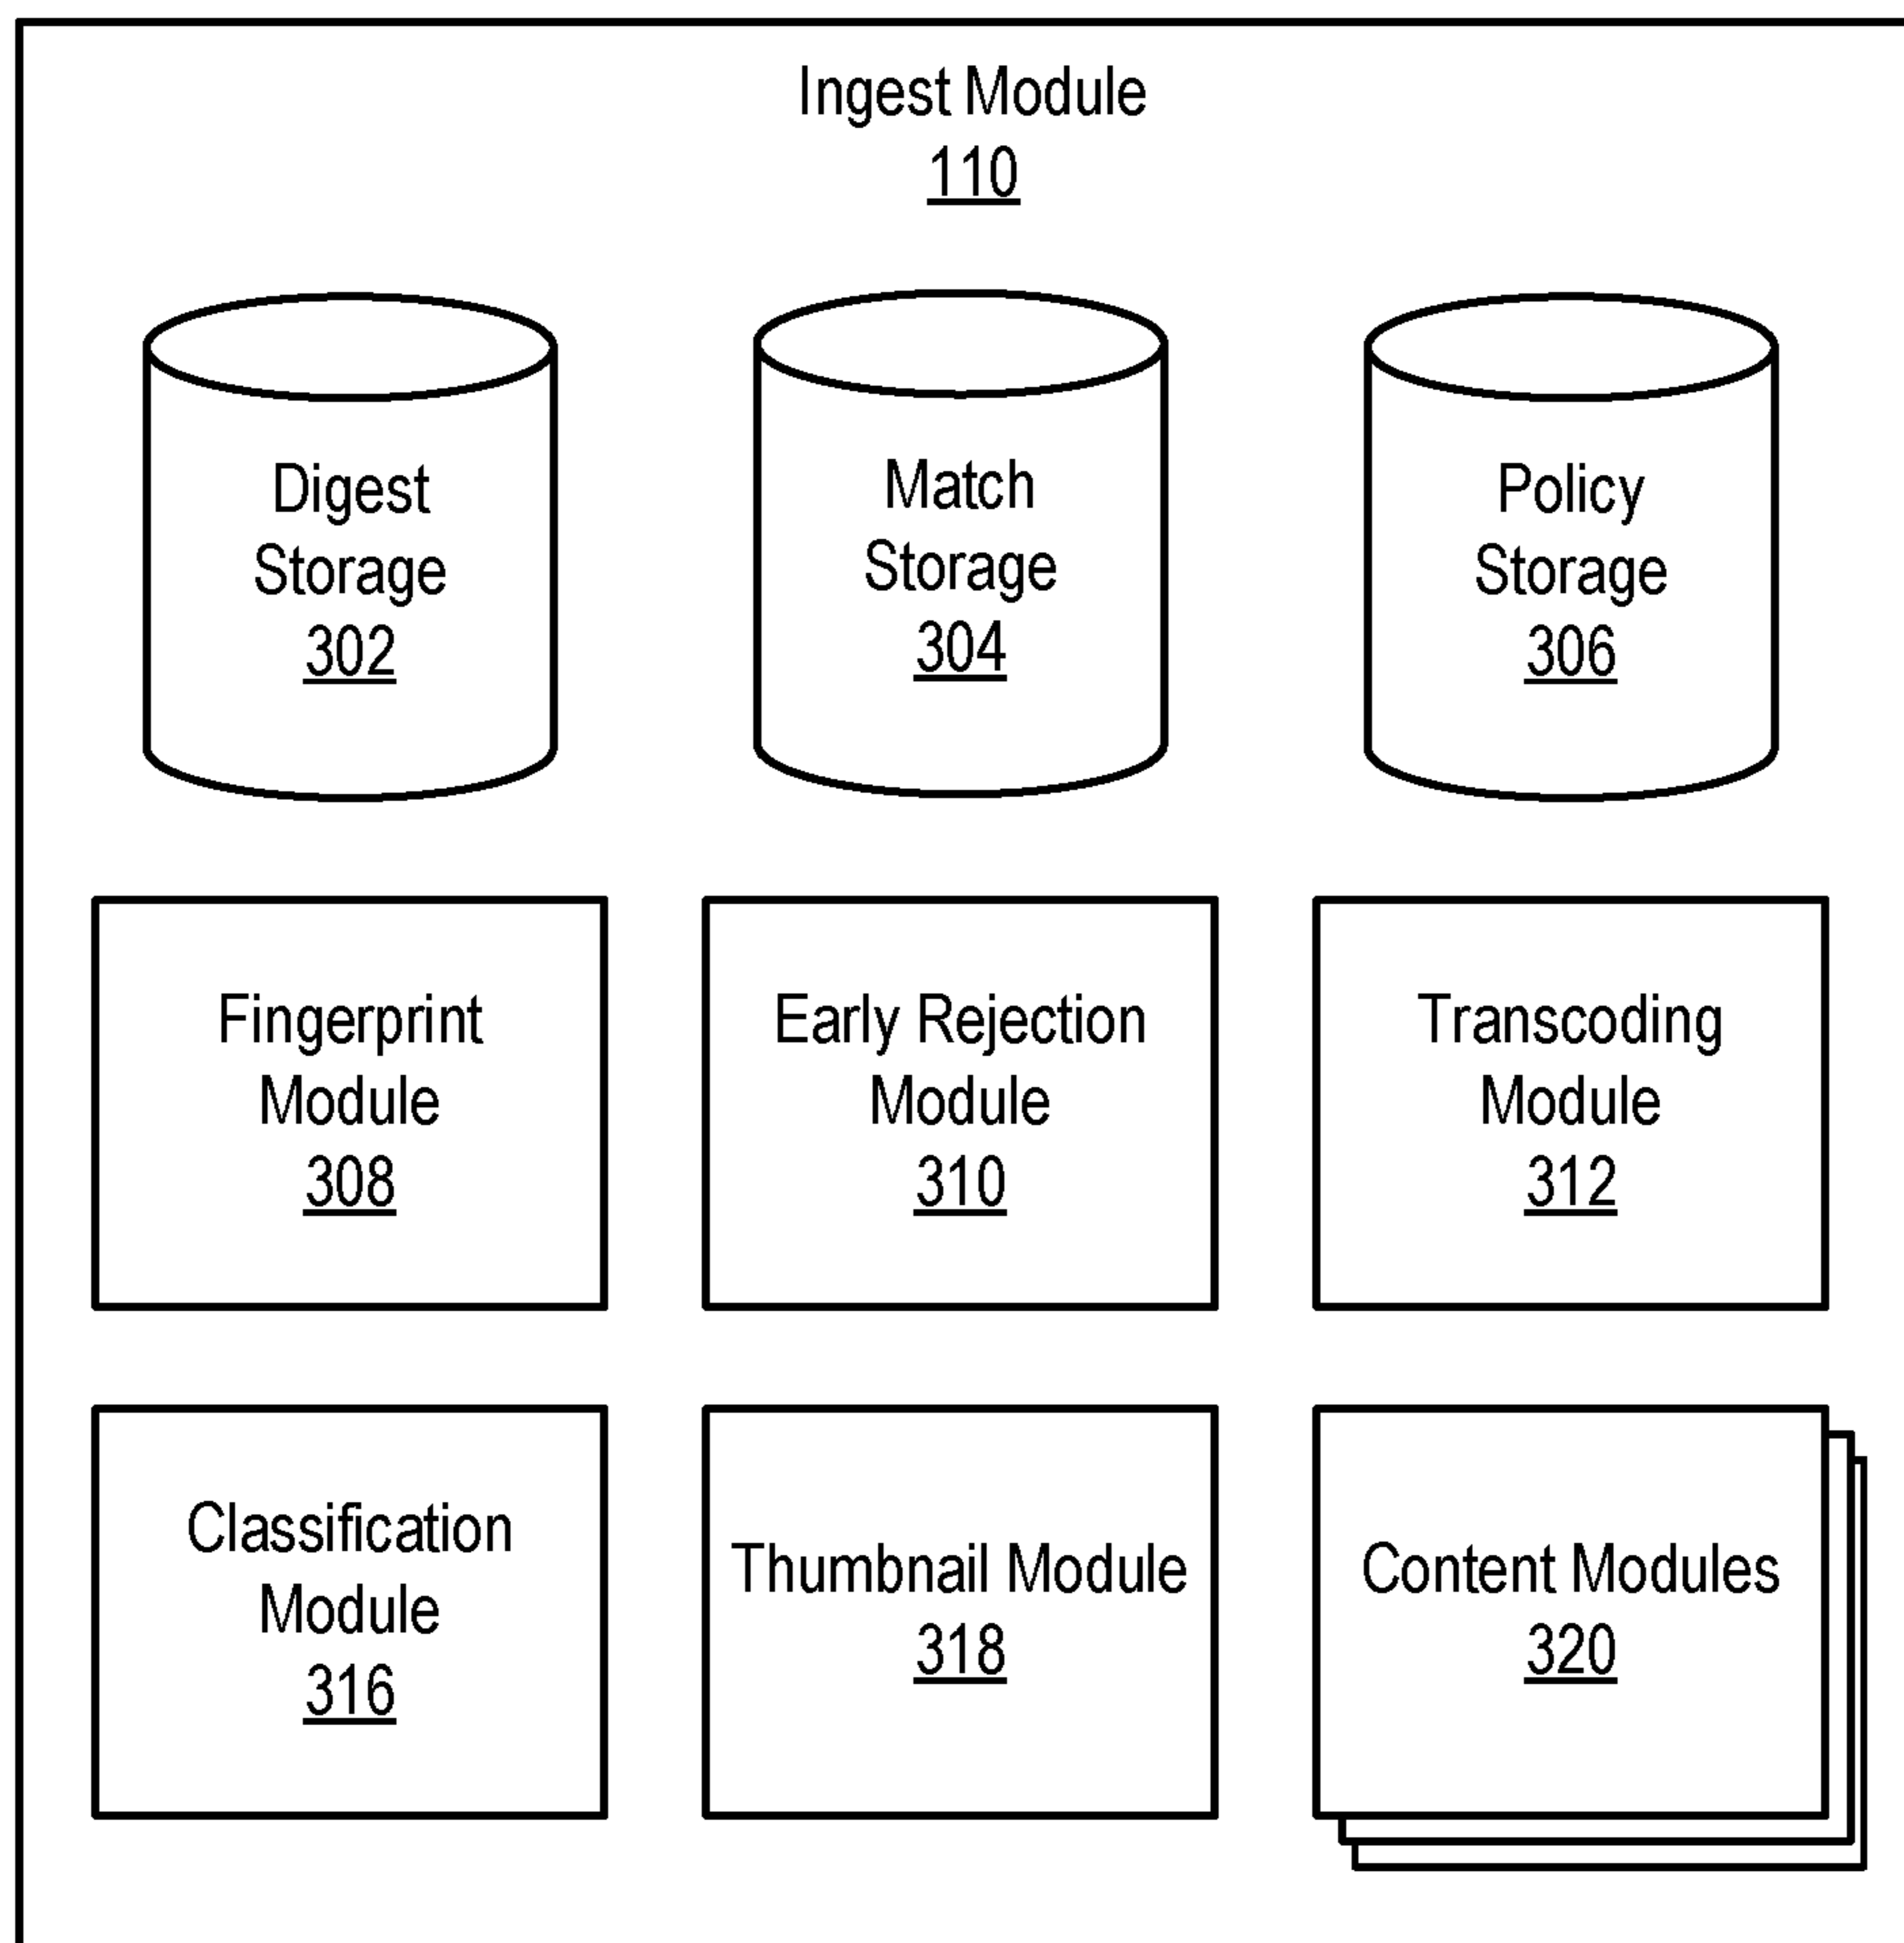 Ingest Module
110
Digest
Storage
302
Match
Storage
304
Policy
Storage
306
Fingerprint
Module
308
Early Rejection
Module
310
Transcoding
Module
312
Classification
Module
316
Thumbnail Module
318
Content Modules
320